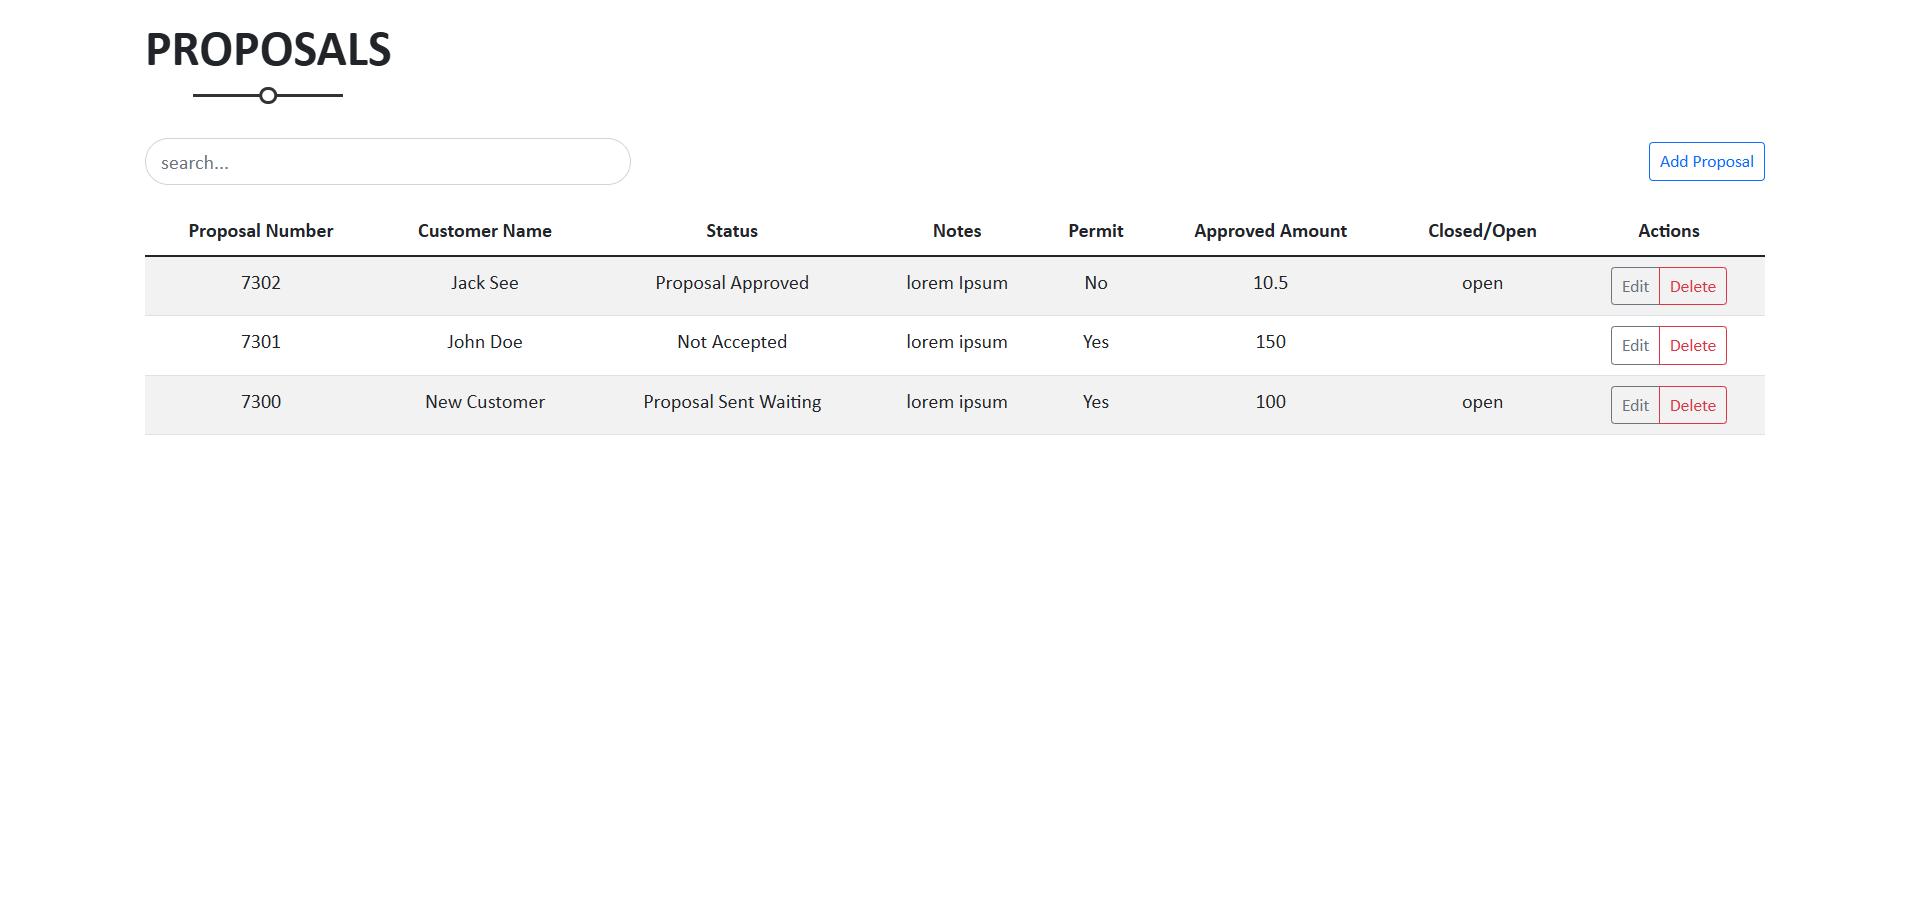 PROPOSALS
search...
Add Proposal
Proposal Number Customer Name Status Notes Permit Approved Amount Closed/Open Actions
7302 Jack See Proposal Approved lorem Ipsum No 10.5 open Edit Delete
7301 John Doe Not Accepted lorem ipsum Yes 150 Edit Delete
7300 New Customer Proposal Sent Waiting lorem ipsum Yes 100 open Edit Delete